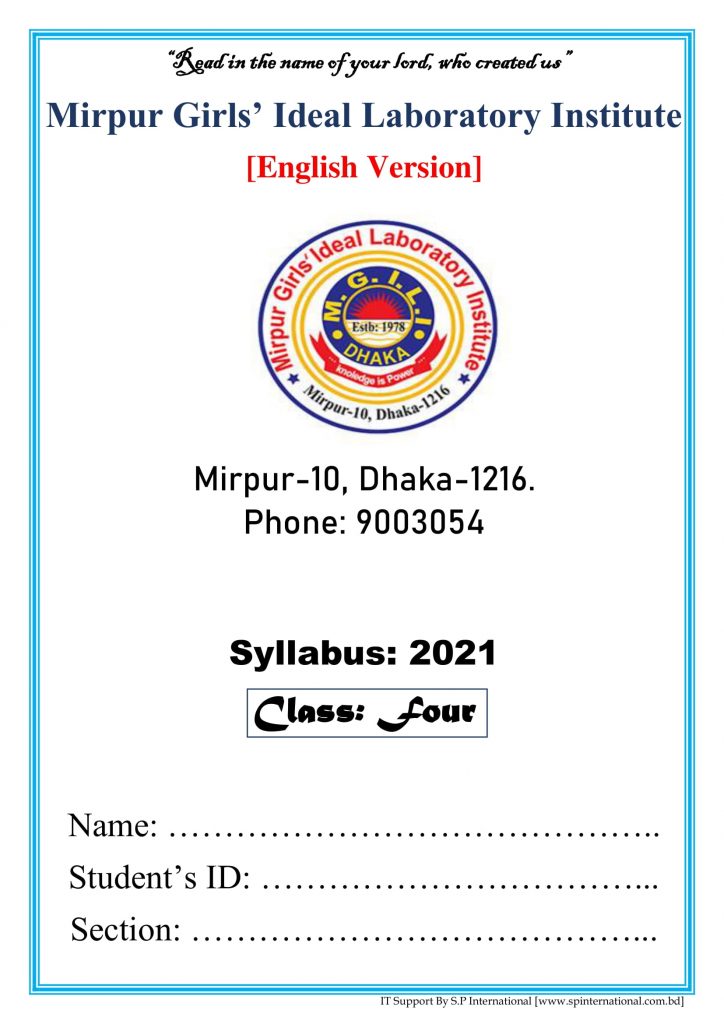 “Read in the name of your lord, who created us”
Mirpur Girls’ Ideal Laboratory Institute
[English Version]
Mirpur Girls’ Ideal Laboratory Institute
M.G.I.L.I
Estb: 1978
DHAKA
... knoledge is Power ...
Mirpur-10, Dhaka-1216
Mirpur-10, Dhaka-1216.
Phone: 9003054
Syllabus: 2021
Class: Four
Name: ……………………………………..
Student’s ID: ……………………………...
Section: …………………………………...
IT Support By S.P International [www.spinternational.com.bd]